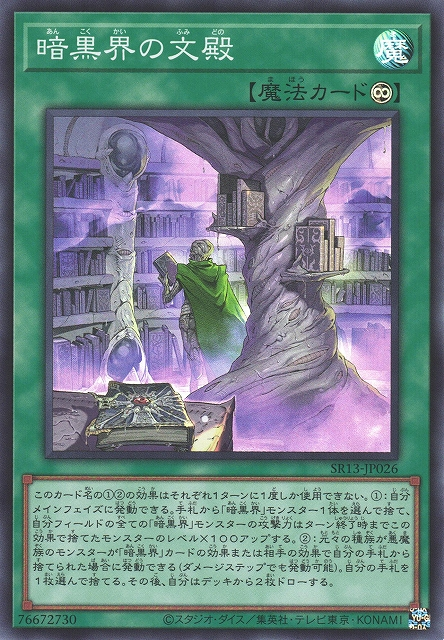 暗黒界の文殿
あんこくかい ふみどの
魔
【魔法カード∞】
まほう
SR13-JP026
このカード名の①②の効果はそれぞれ1ターンに1度しか使用できない。①:自分
メインフェイズに発動できる。手札から「暗黒界」モンスター1体を選んで捨て、
自分フィールドの全ての「暗黒界」モンスターの攻撃力はターン終了時までこの
効果で捨てたモンスターのレベル×100アップする。②:元々の種族が悪魔
族のモンスターが「暗黒界」カードの効果または相手の効果で自分の手札から
捨てられた場合に発動できる(ダメージステップでも発動可能)。自分の手札を
1枚選んで捨てる。その後、自分はデッキから2枚ドローする。
76672730
©スタジオ・ダイス/集英社・テレビ東京・KONAMI